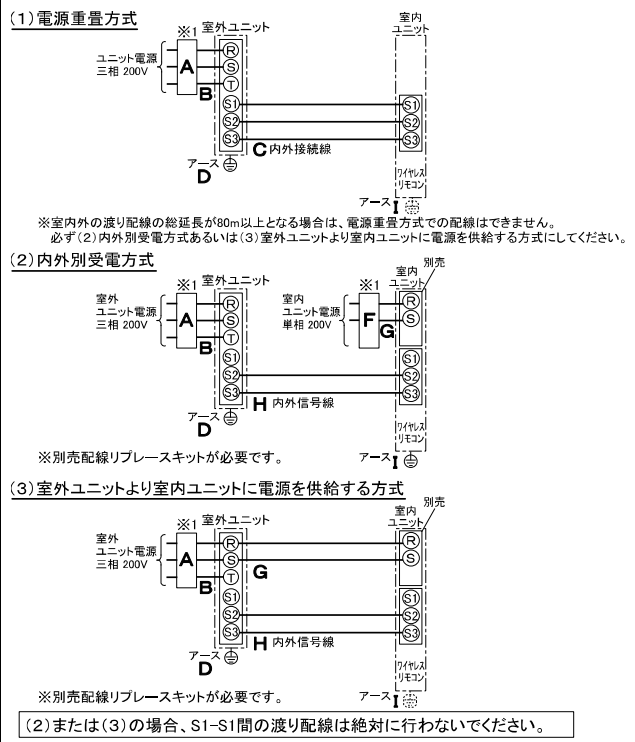 (1)電源重畳方式
※1
室外ユニット
室内
ユニット
ユニット電源
三相 200V
A
B
R
S
T
S1
S2
S3
S1
S2
S3
C 内外接続線
アース
D
ワイヤレス
リモコン
アース I
※室内外の渡り配線の総延長が80m以上となる場合は、電源重畳方式での配線はできません。
必ず(2)内外別受電方式あるいは(3)室外ユニットより室内ユニットに電源を供給する方式にしてください。
(2)内外別受電方式
※1
室外ユニット
※1
室内
ユニット
別売
室外
ユニット電源
三相 200V
A
B
R
S
T
S1
S2
S3
室内
ユニット電源
単相 200V
F
G
R
S
S1
S2
S3
H 内外信号線
アース
D
ワイヤレス
リモコン
アース I
※別売配線リプレースキットが必要です。
(3)室外ユニットより室内ユニットに電源を供給する方式
※1
室外ユニット
室内
ユニット
別売
室外
ユニット電源
三相 200V
A
B
R
S
T
S1
S2
S3
G
R
S
S1
S2
S3
H 内外信号線
アース
D
ワイヤレス
リモコン
アース I
※別売配線リプレースキットが必要です。
(2)または(3)の場合、S1-S1間の渡り配線は絶対に行わないでください。